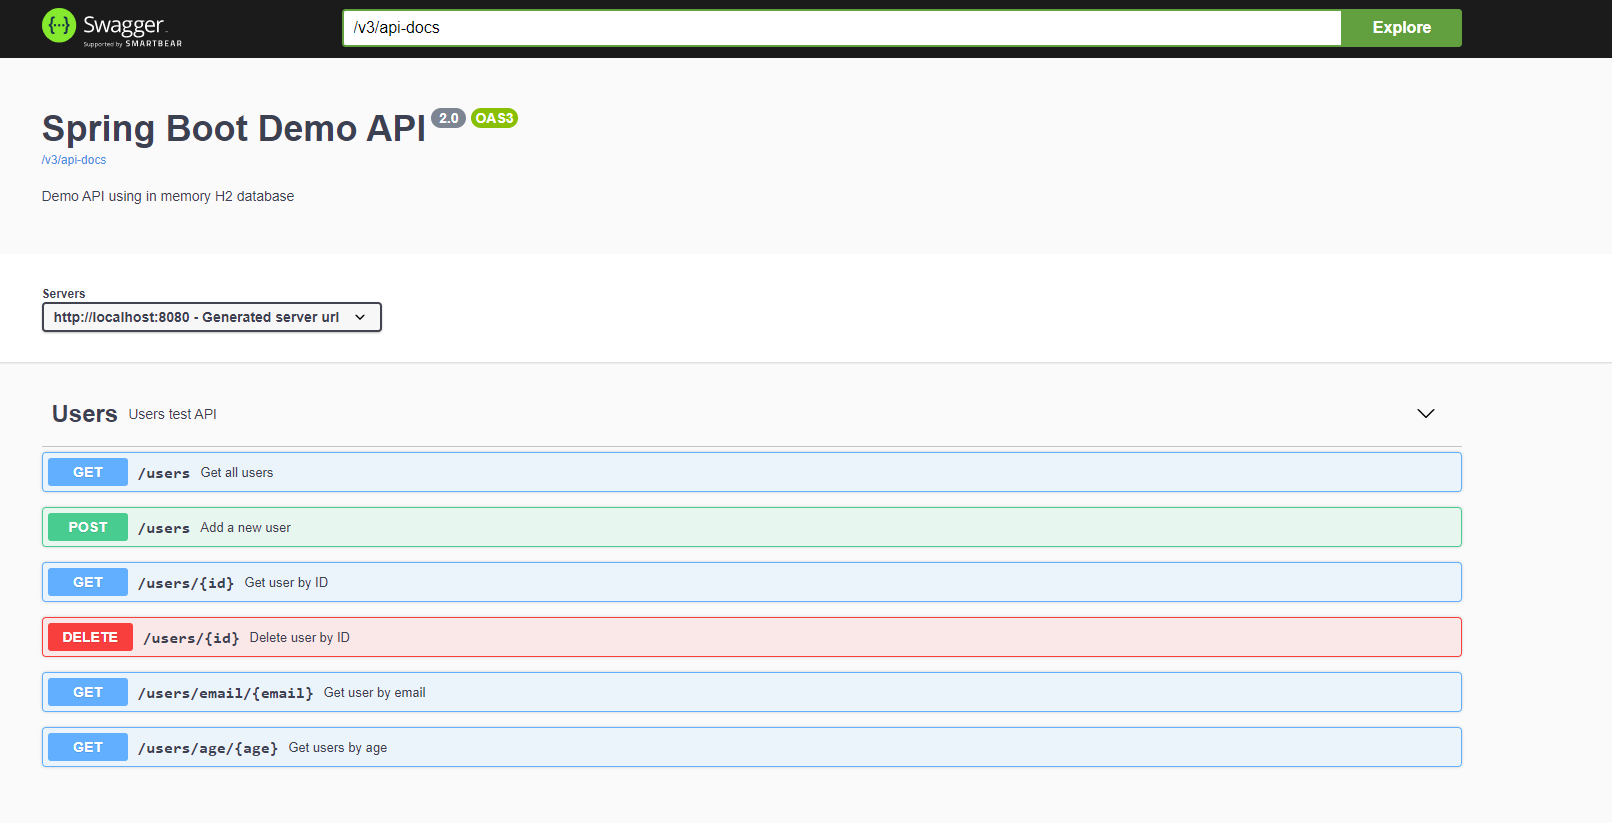 Swagger
Supported by SMARTBEAR
/v3/api-docs
Explore
Spring Boot Demo API 2.0 OAS3
/v3/api-docs
Demo API using in memory H2 database
Servers
http://localhost:8080 - Generated server url
Users Users test API
GET /users Get all users
POST /users Add a new user
GET /users/{id} Get user by ID
DELETE /users/{id} Delete user by ID
GET /users/email/{email} Get user by email
GET /users/age/{age} Get users by age